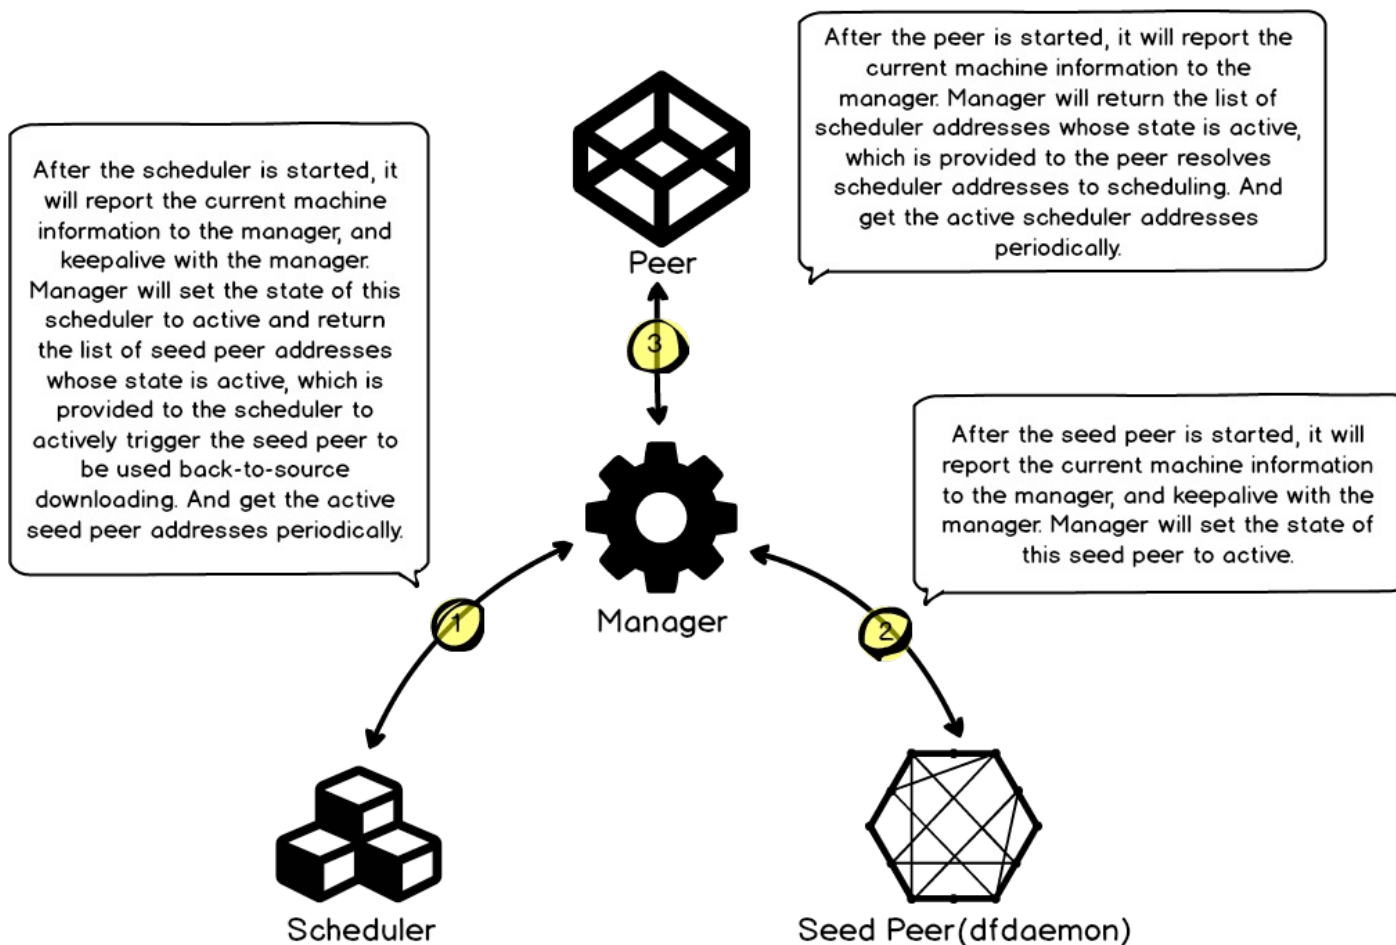 After the peer is started, it will report the
current machine information to the
manager. Manager will return the list of
scheduler addresses whose state is active,
which is provided to the peer resolves
scheduler addresses to scheduling. And
get the active scheduler addresses
periodically.
After the scheduler is started, it
will report the current machine
information to the manager, and
keepalive with the manager.
Manager will set the state of this
scheduler to active and return
the list of seed peer addresses
whose state is active, which is
provided to the scheduler to
actively trigger the seed peer to
be used back-to-source
downloading. And get the active
seed peer addresses periodically.
Peer
3
After the seed peer is started, it will
report the current machine information
to the manager, and keepalive with the
manager. Manager will set the state of
this seed peer to active.
Manager
1
2
Scheduler
Seed Peer(dfdaemon)